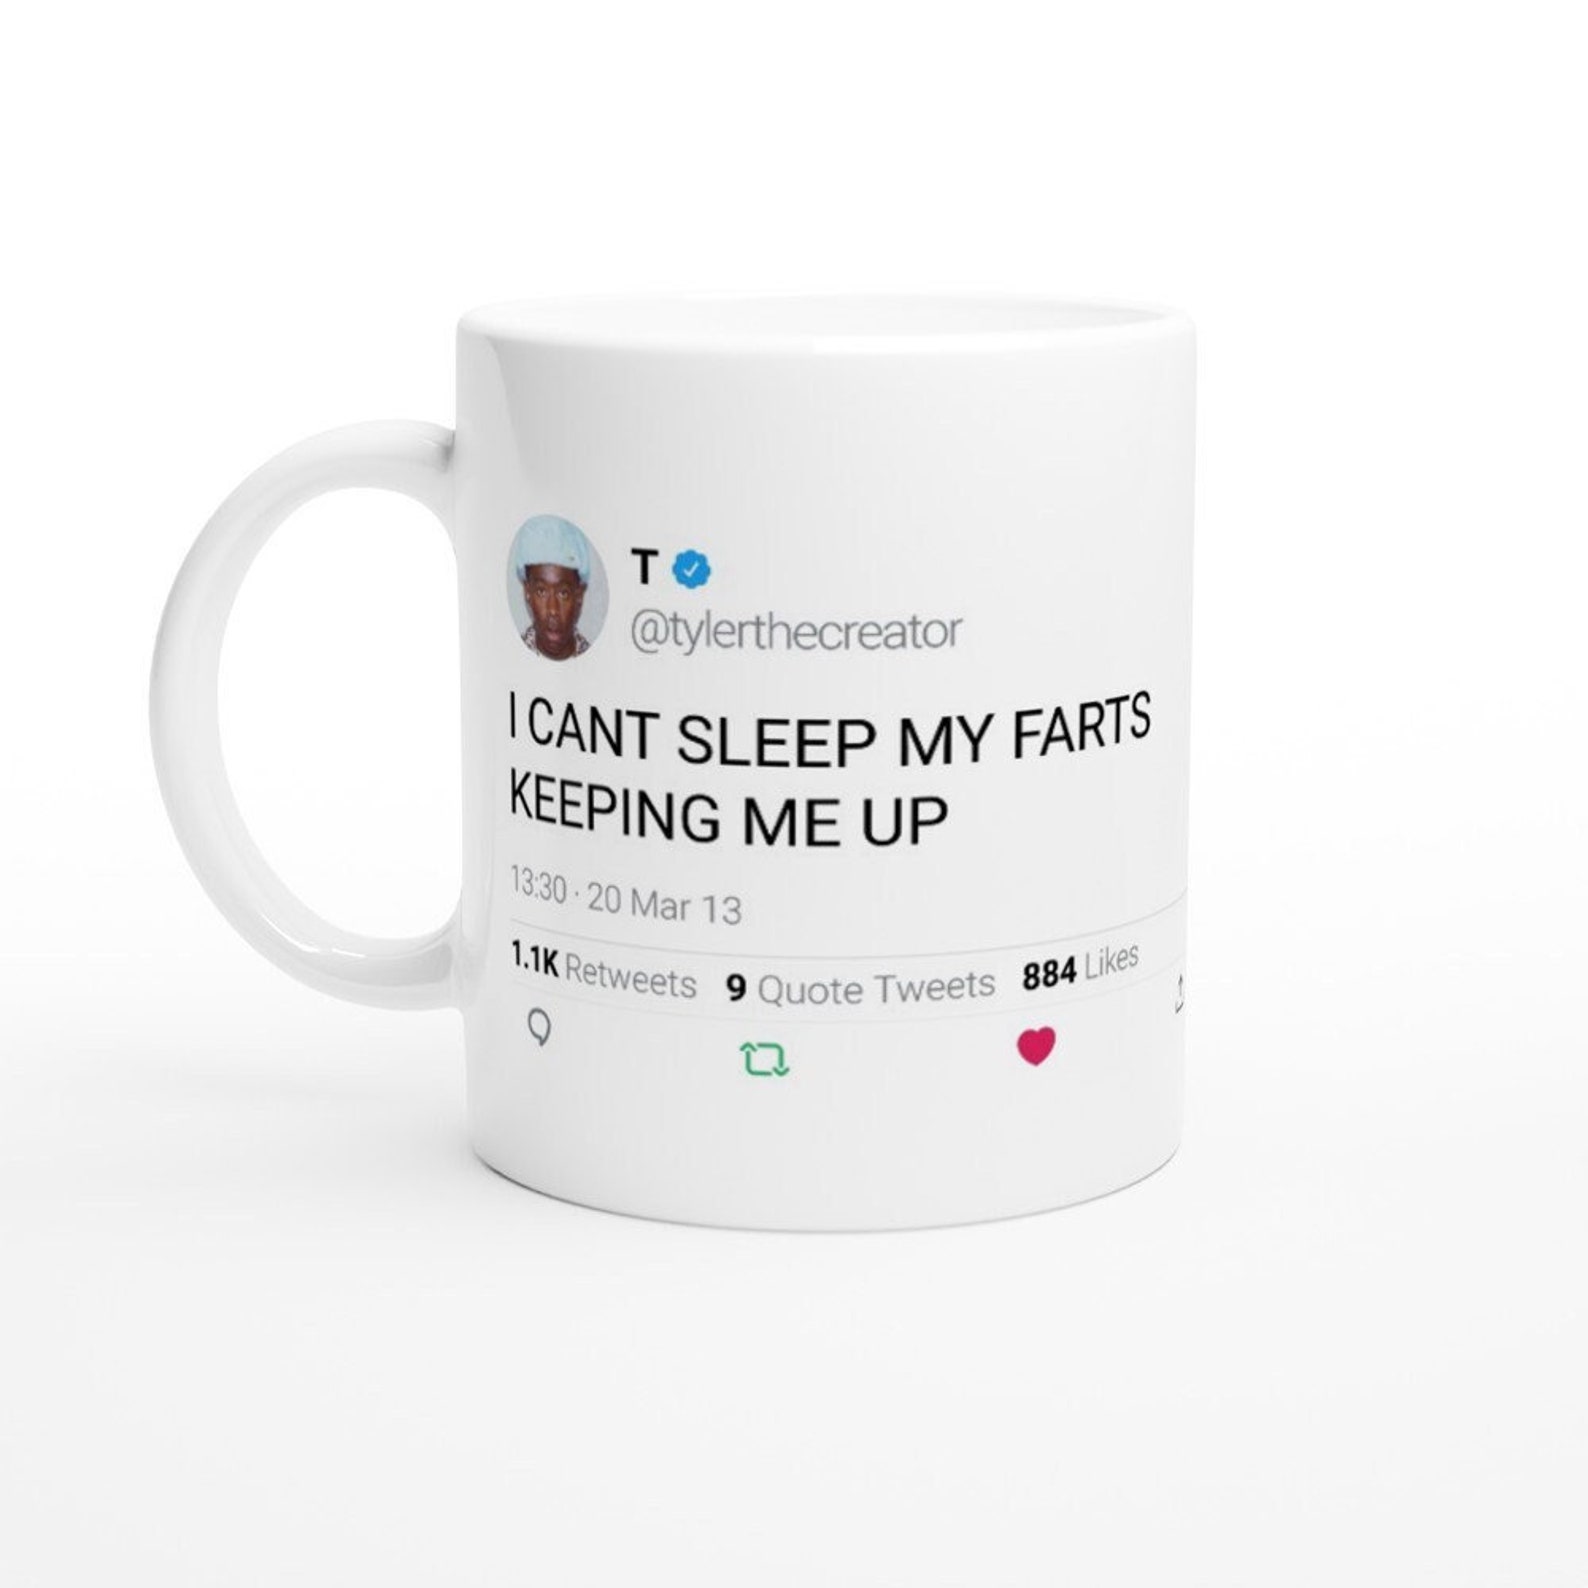 T
@tylerthecreator
I CANT SLEEP MY FARTS
KEEPING ME UP
13:30 · 20 Mar 13
1.1K Retweets 9 Quote Tweets 884 Likes